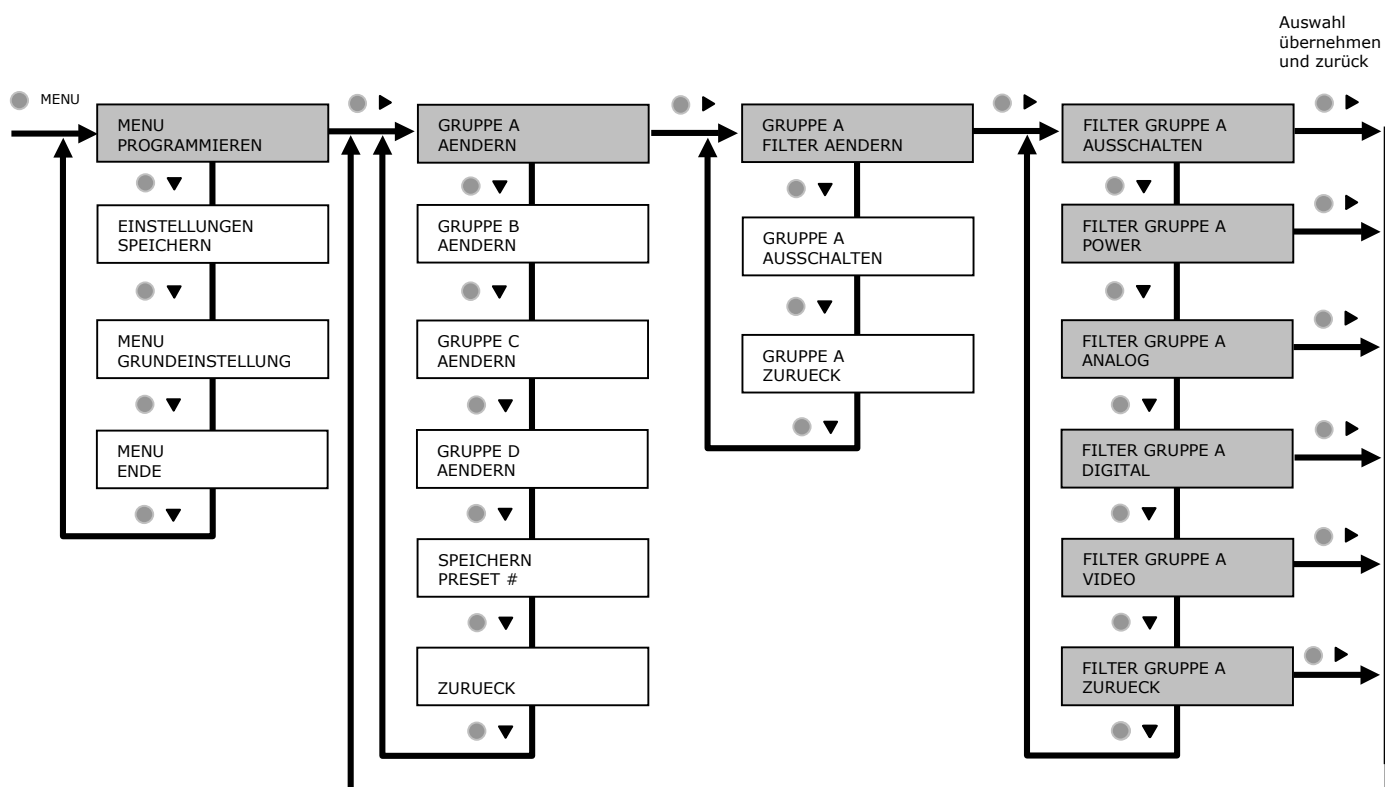 Auswahl
übernehmen
und zurück
MENU
MENU
PROGRAMMIEREN
EINSTELLUNGEN
SPEICHERN
MENU
GRUNDEINSTELLUNG
MENU
ENDE
GRUPPE A
AENDERN
GRUPPE B
AENDERN
GRUPPE C
AENDERN
GRUPPE D
AENDERN
SPEICHERN
PRESET #
ZURUECK
GRUPPE A
FILTER AENDERN
GRUPPE A
AUSSCHALTEN
GRUPPE A
ZURUECK
FILTER GRUPPE A
AUSSCHALTEN
FILTER GRUPPE A
POWER
FILTER GRUPPE A
ANALOG
FILTER GRUPPE A
DIGITAL
FILTER GRUPPE A
VIDEO
FILTER GRUPPE A
ZURUECK